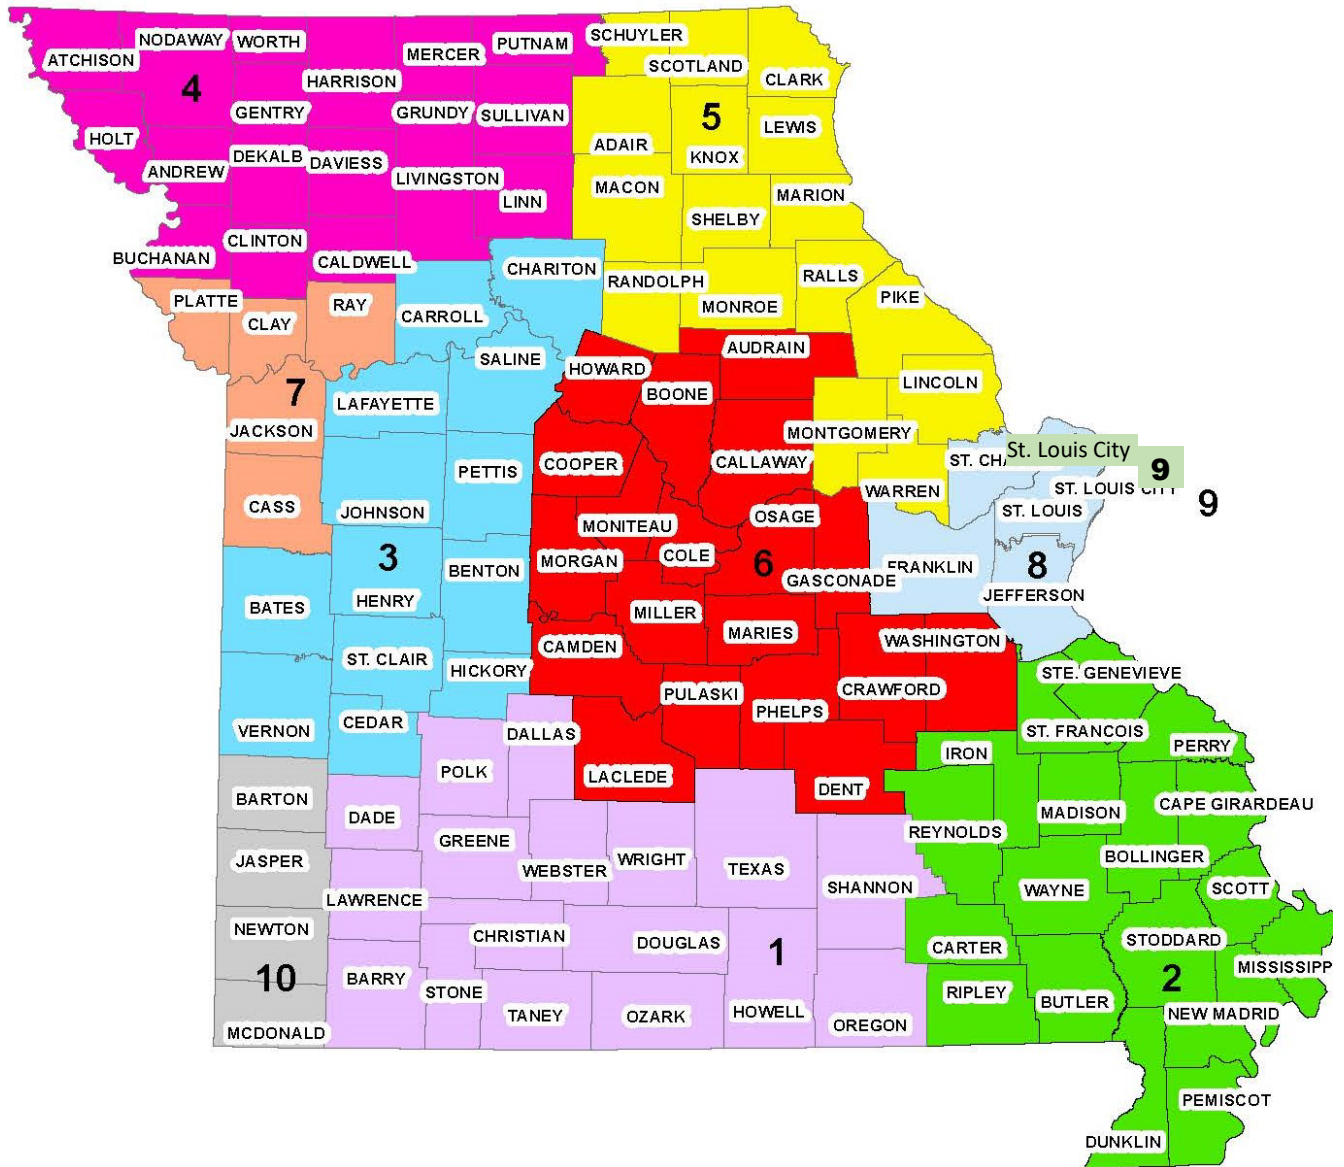 SCHUYLER
NODAWAY
WORTH
PUTNAM
MERCER
ATCHISON
SCOTLAND
CLARK
HARRISON
4
GENTRY
GRUNDY
SULLIVAN
5
LEWIS
HOLT
ADAIR
KNOX
DEKALB
DAVIESS
ANDREW
LIVINGSTON
MACON
MARION
LINN
SHELBY
CLINTON
BUCHANAN
CALDWELL
CHARITON
RANDOLPH
RALLS
PLATTE
RAY
MONROE
PIKE
CLAY
CARROLL
AUDRAIN
SALINE
HOWARD
7
LAFAYETTE
BOONE
LINCOLN
JACKSON
MONTGOMERY
St. Louis City
9
COOPER
CALLAWAY
ST. CHA
PETTIS
ST. LOUIS CITY
WARREN
9
CASS
JOHNSON
MONITEAU
OSAGE
ST. LOUIS
3
BENTON
MORGAN
COLE
6
GASCONADE
FRANKLIN
8
BATES
HENRY
MILLER
JEFFERSON
MARIES
WASHINGTON
CAMDEN
ST. CLAIR
HICKORY
STE. GENEVIEVE
PULASKI
CRAWFORD
PHELPS
VERNON
CEDAR
DALLAS
ST. FRANCOIS
PERRY
IRON
POLK
LACLEDE
DENT
BARTON
DADE
MADISON
CAPE GIRARDEAU
GREENE
REYNOLDS
JASPER
WEBSTER
WRIGHT
TEXAS
BOLLINGER
SHANNON
WAYNE
SCOTT
LAWRENCE
NEWTON
CHRISTIAN
DOUGLAS
1
CARTER
STODDARD
10
BARRY
2
MISSISSIPP
STONE
RIPLEY
BUTLER
MCDONALD
TANEY
OZARK
HOWELL
OREGON
NEW MADRID
PEMISCOT
DUNKLIN